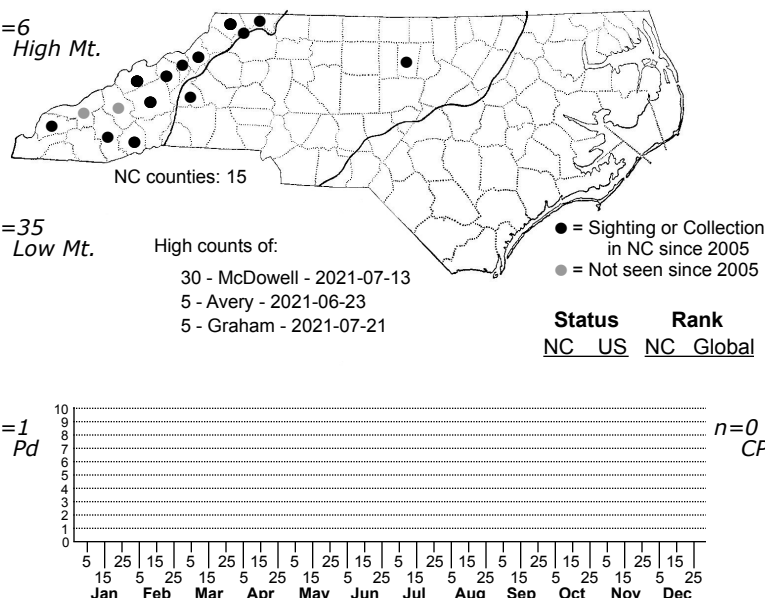 =6
High Mt.
NC counties: 15
=35
Low Mt.
High counts of:
30 - McDowell - 2021-07-13
5 - Avery - 2021-06-23
5 - Graham - 2021-07-21
= Sighting or Collection
in NC since 2005
= Not seen since 2005
Status Rank
NC US NC Global
=1
Pd
n=0
CP
10
9
8
7
6
5
4
3
2
1
0
5 25 15 5 25 15 5 25 15 5 25 15 5 25 15 5 25 15
15 5 25 15 5 25 15 5 25 15 5 25 15 5 25 15 5 25
Jan Feb Mar Apr May Jun Jul Aug Sep Oct Nov Dec